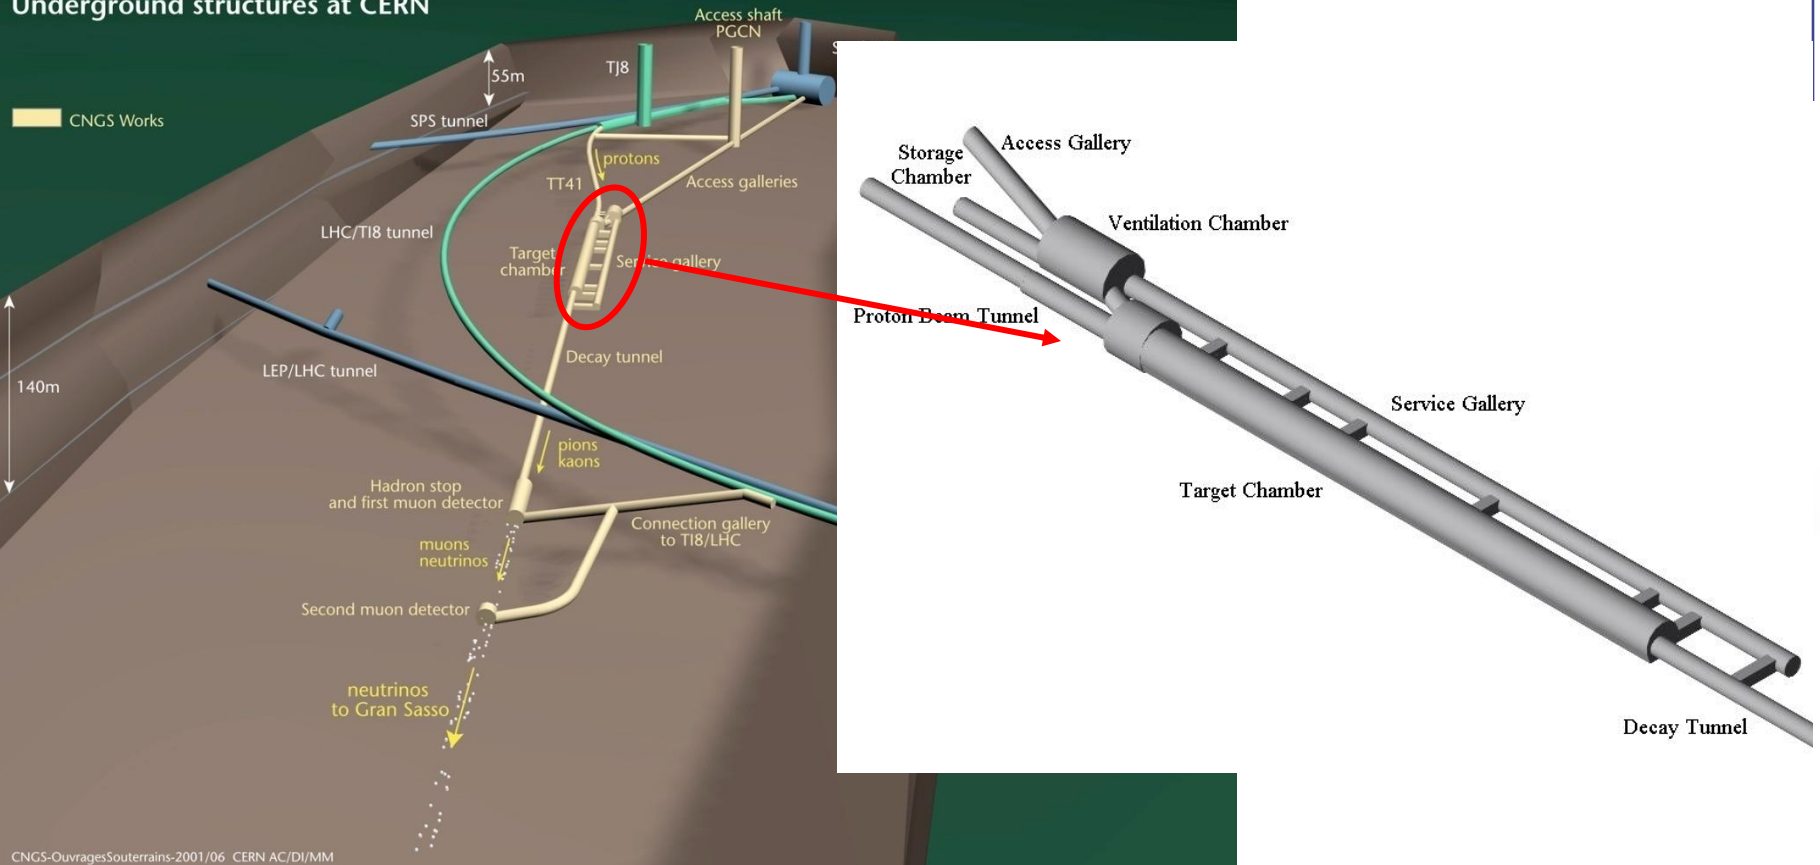 Underground structures at CERN
Access shaft
PGCN
55m
TJ8
CNGS Works
SPS tunnel
protons
TT41
Access galleries
LHC/TI8 tunnel
Target
chamber
Service gallery
Decay tunnel
LEP/LHC tunnel
140m
pions
kaons
Hadron stop
and first muon detector
Connection gallery
to TI8/LHC
muons
neutrinos
Second muon detector
neutrinos
to Gran Sasso
CNGS-OuvragesSouterrains-2001/06 CERN AC/DI/MM
Access Gallery
Storage
Chamber
Ventilation Chamber
Proton Beam Tunnel
Service Gallery
Target Chamber
Decay Tunnel